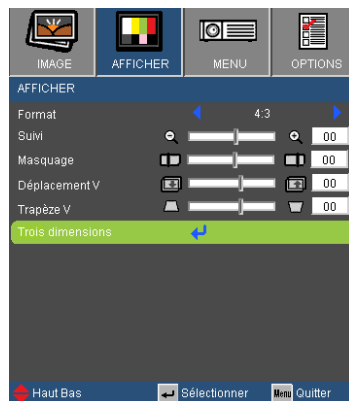 IMAGE AFFICHER MENU OPTIONS
AFFICHER
Format 4:3
Suivi 00
Masquage 00
Déplacement V 00
Trapèze V 00
Trois dimensions
Haut Bas Sélectionner Menu Quitter